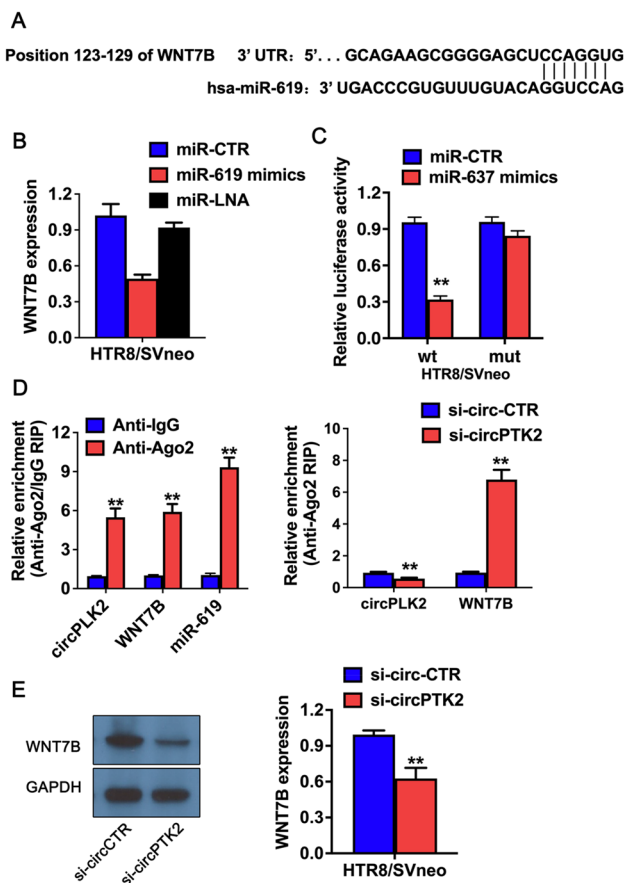 A
Position 123-129 of WNT7B 3' UTR: 5'... GCAGAAGCGGGGAGCUCCAGGUG
hsa-miR-619: 3' UGACCCGUGUUUGUACAGGUCCAG
B
miR-CTR
miR-619 mimics
miR-LNA
WNT7B expression
1.2
0.9
0.6
0.3
0.0
HTR8/SVneo
C
miR-CTR
miR-637 mimics
Relative luciferase activity
1.2
0.9
0.6
0.3
0.0
**
wt mut
HTR8/SVneo
D
Anti-IgG
Anti-Ago2
Relative enrichment
(Anti-Ago2/IgG RIP)
12
9
6
3
0
** ** **
circPLK2 WNT7B miR-619
si-circ-CTR
si-circPTK2
Relative enrichment
(Anti-Ago2 RIP)
10
8
6
4
2
0
** **
circPLK2 WNT7B
E
WNT7B
GAPDH
si-circCTR si-circPTK2
si-circ-CTR
si-circPTK2
WNT7B expression
1.2
0.9
0.6
0.3
0.0
**
HTR8/SVneo